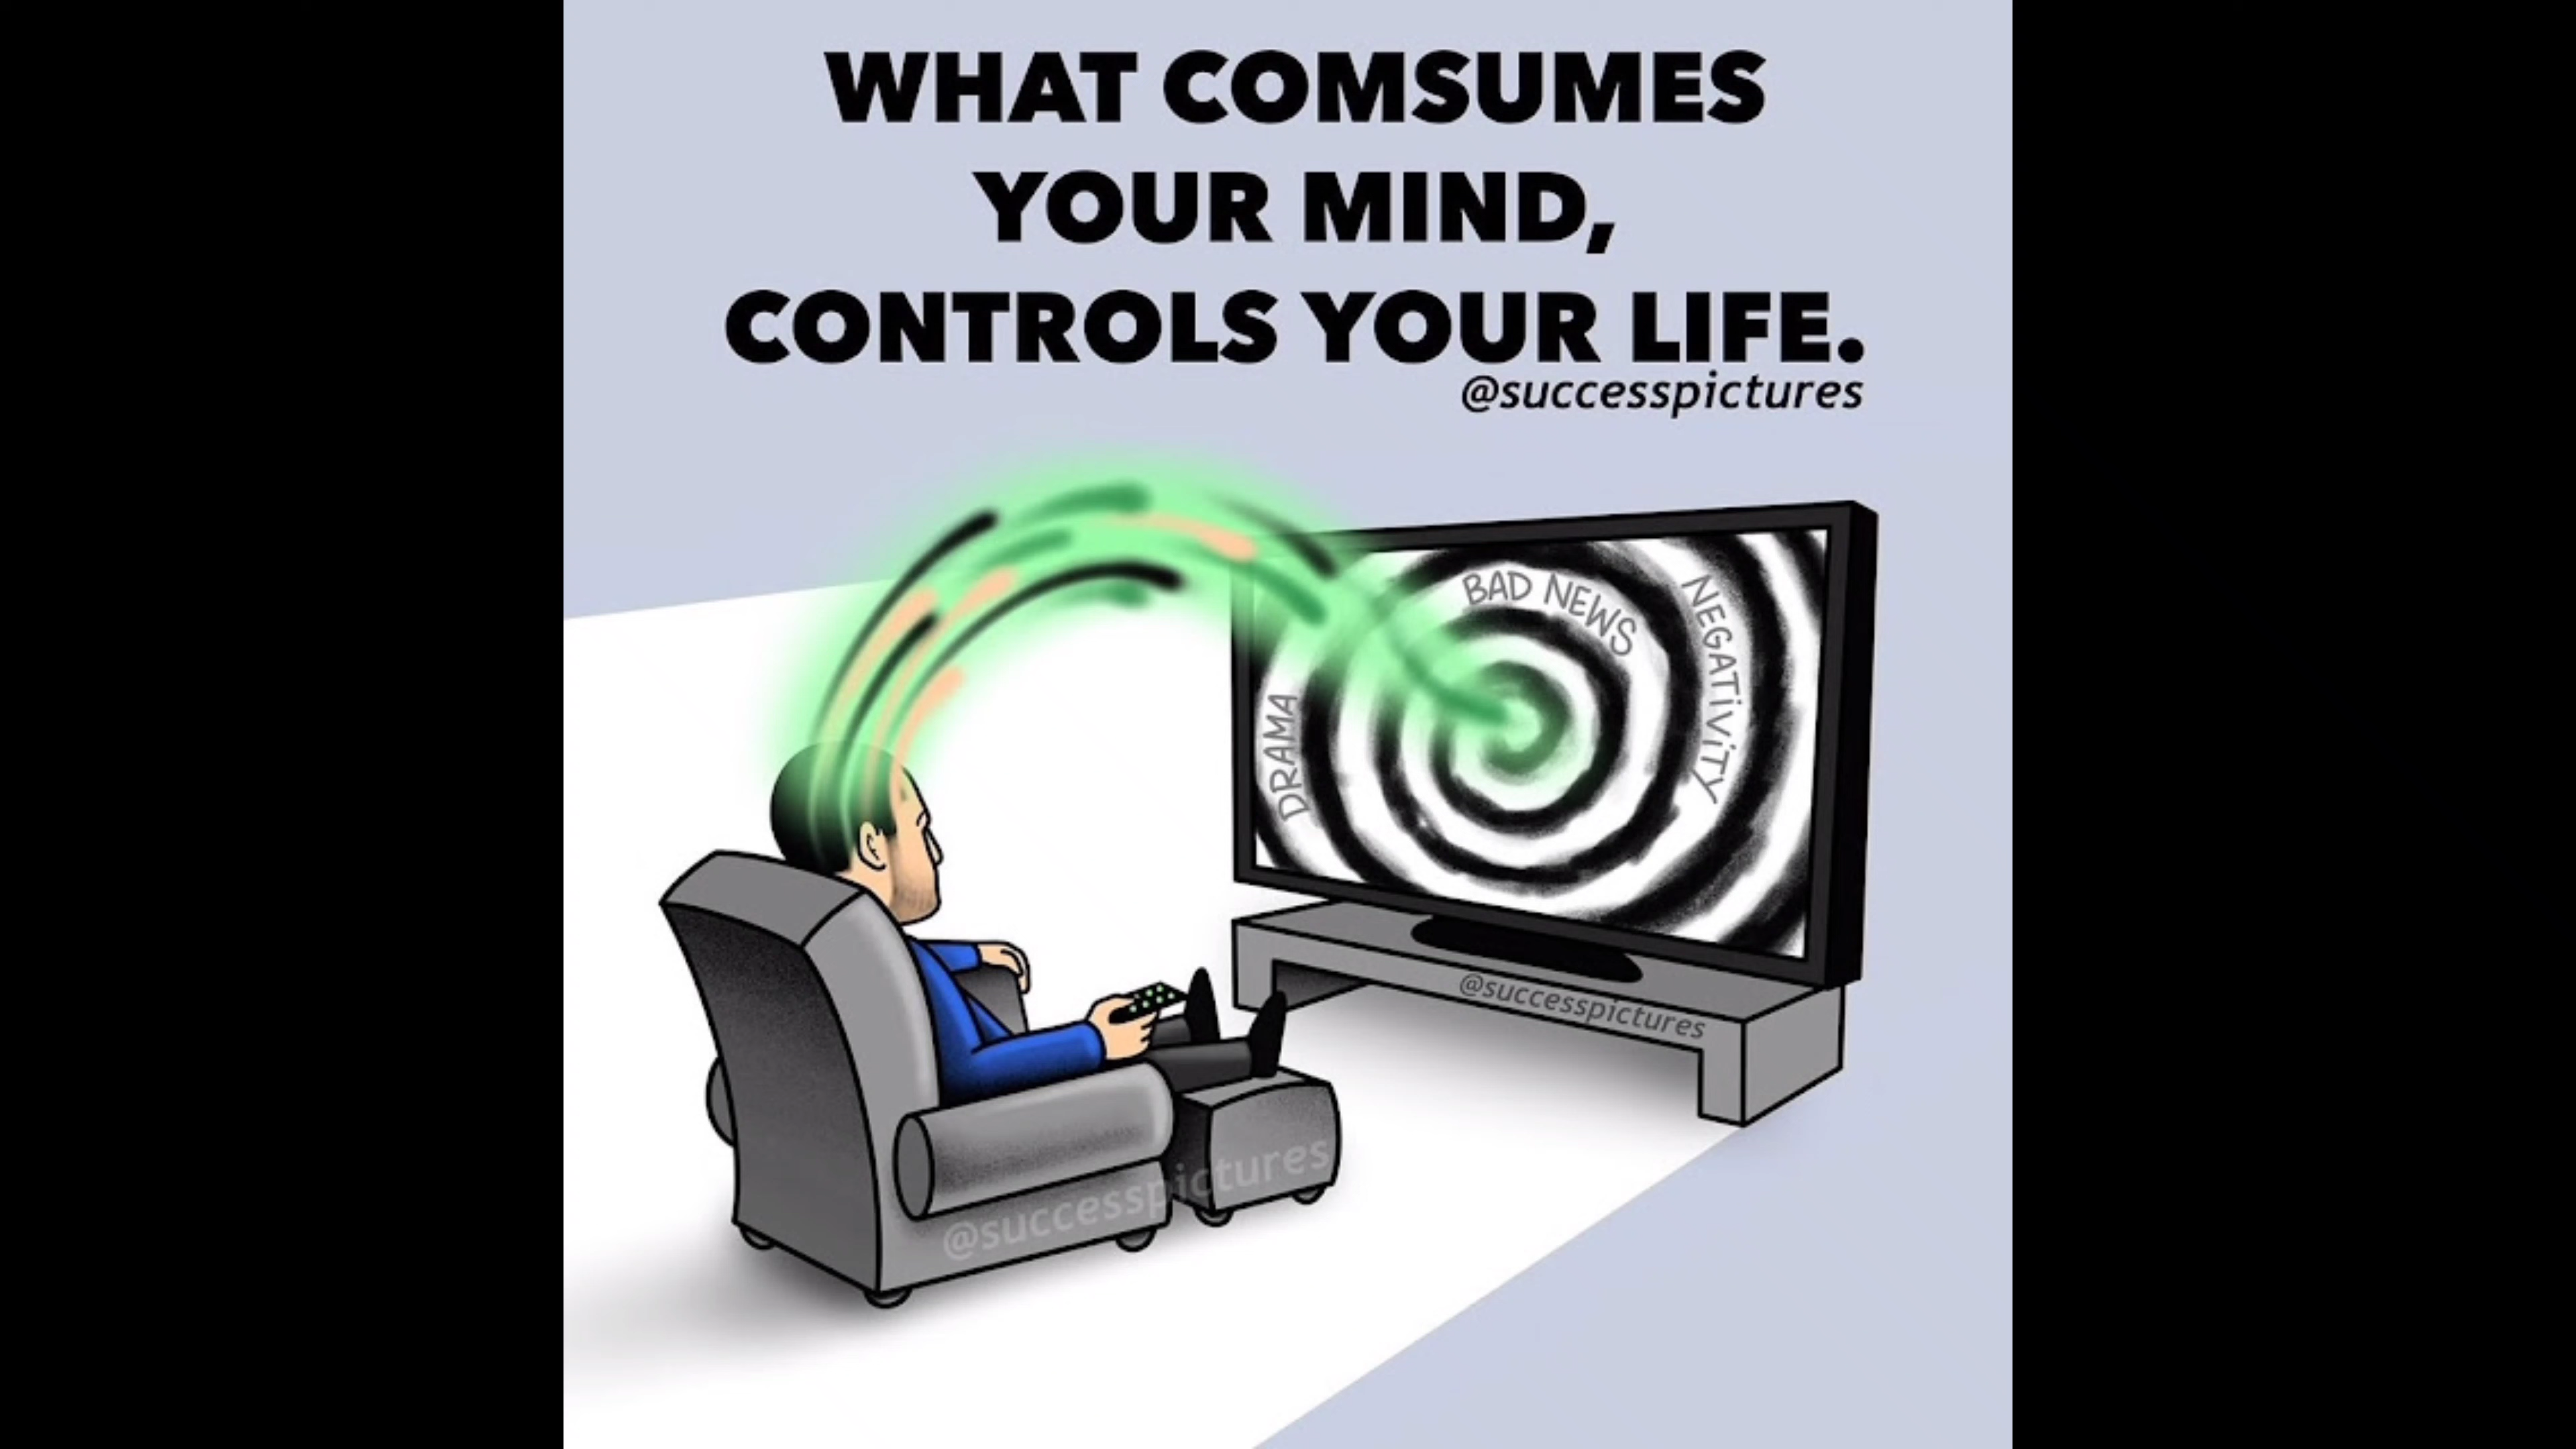 WHAT COMSUMES
YOUR MIND,
CONTROLS YOUR LIFE.
@successpictures
BAD NEWS
NEGATiViTY
DRAMA
@successpictures
@successpictures